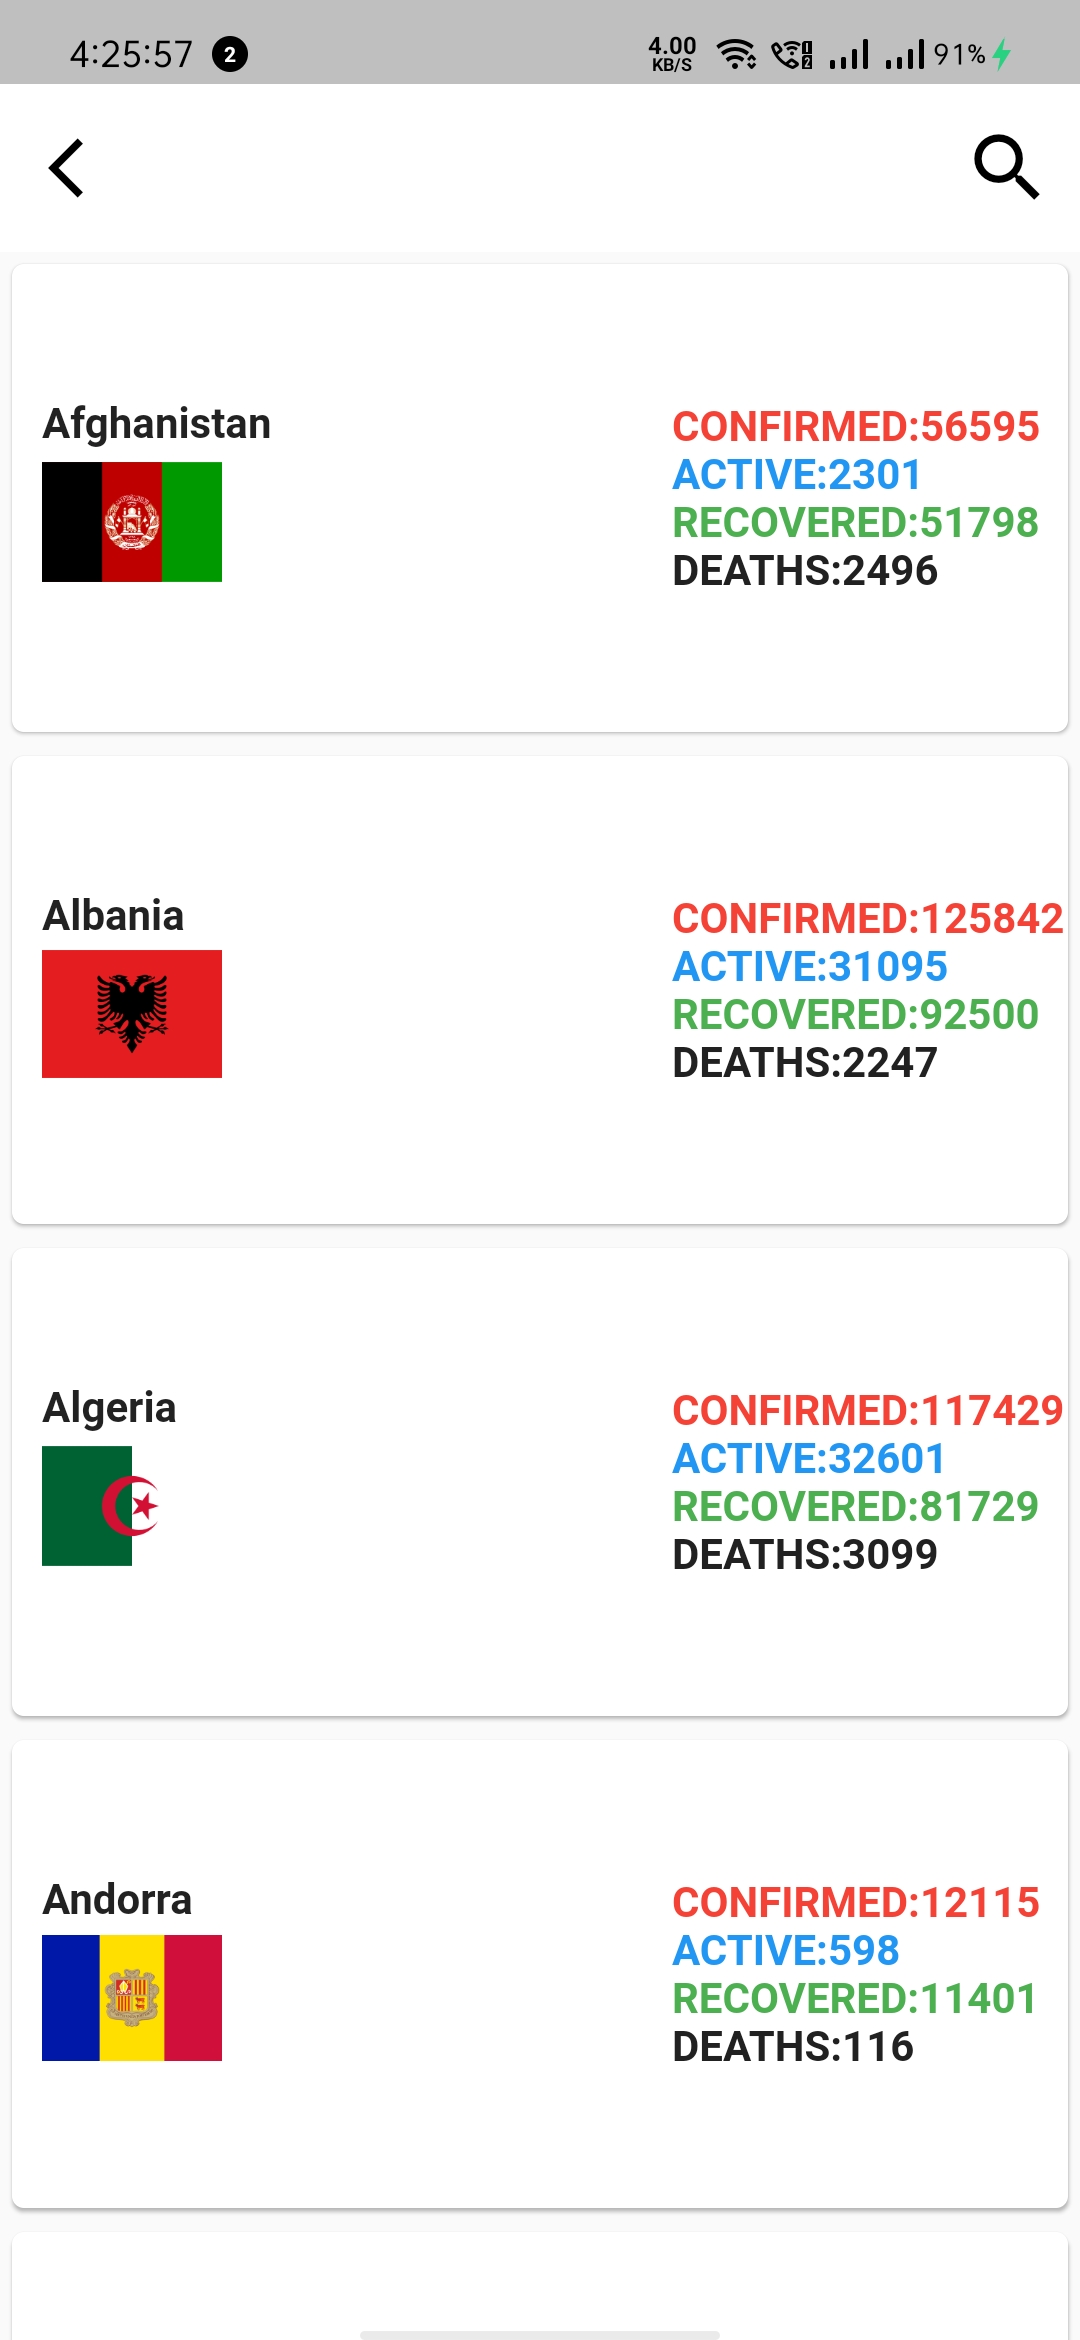 4:25:57 2 4.00 KB/S 91%
Afghanistan
CONFIRMED:56595
ACTIVE:2301
RECOVERED:51798
DEATHS:2496
Albania
CONFIRMED:125842
ACTIVE:31095
RECOVERED:92500
DEATHS:2247
Algeria
CONFIRMED:117429
ACTIVE:32601
RECOVERED:81729
DEATHS:3099
Andorra
CONFIRMED:12115
ACTIVE:598
RECOVERED:11401
DEATHS:116